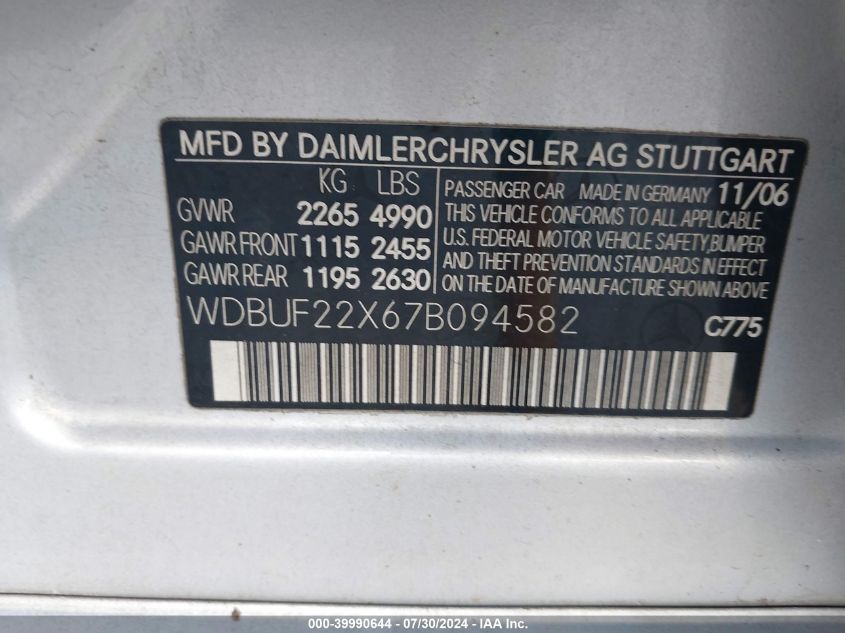 MFD BY DAIMLERCHRYSLER AG STUTTGART
KG LBS
GVWR 2265 4990
GAWR FRONT 1115 2455
GAWR REAR 1195 2630
PASSENGER CAR MADE IN GERMANY 11/06
THIS VEHICLE CONFORMS TO ALL APPLICABLE
U.S. FEDERAL MOTOR VEHICLE SAFETY,BUMPER
AND THEFT PREVENTION STANDARDS IN EFFECT
ON THE DATE OF MANUFACTURE SHOWN ABOVE
WDBUF22X67B094582
C775
000-39990644 - 07/30/2024 - IAA Inc.